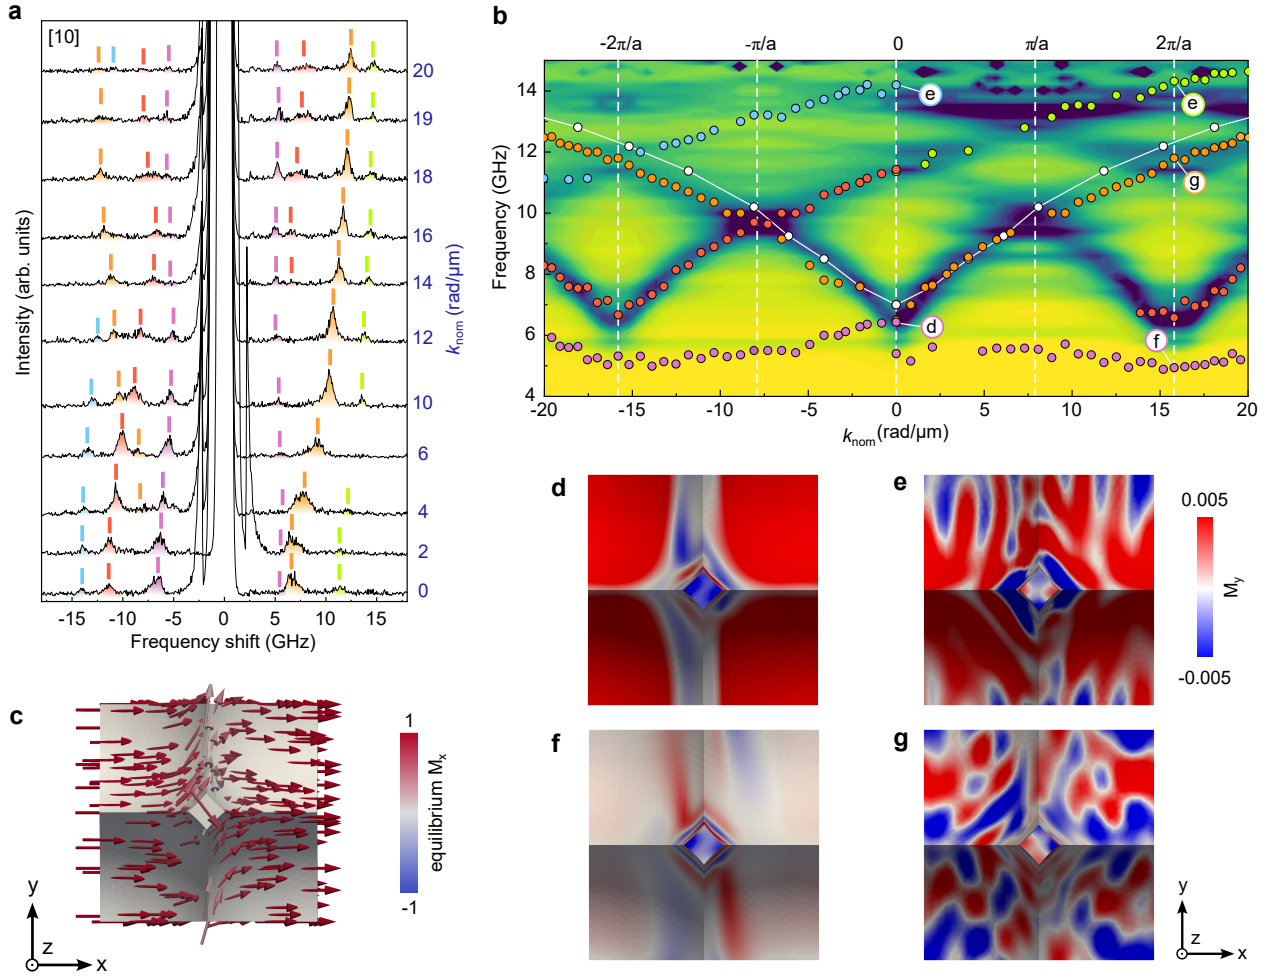 a
[10]
20
19
18
16
14
12
10
6
4
2
0
k_nom (rad/µm)
Intensity (arb. units)
-15 -10 -5 0 5 10 15
Frequency shift (GHz)
b
-2π/a -π/a 0 π/a 2π/a
14
12
10
8
6
4
Frequency (GHz)
e
e
g
d
f
-20 -15 -10 -5 0 5 10 15 20
k_nom (rad/µm)
c
1
equilibrium M_x
-1
y
z
x
d
e
0.005
M_y
-0.005
f
g
y
z
x